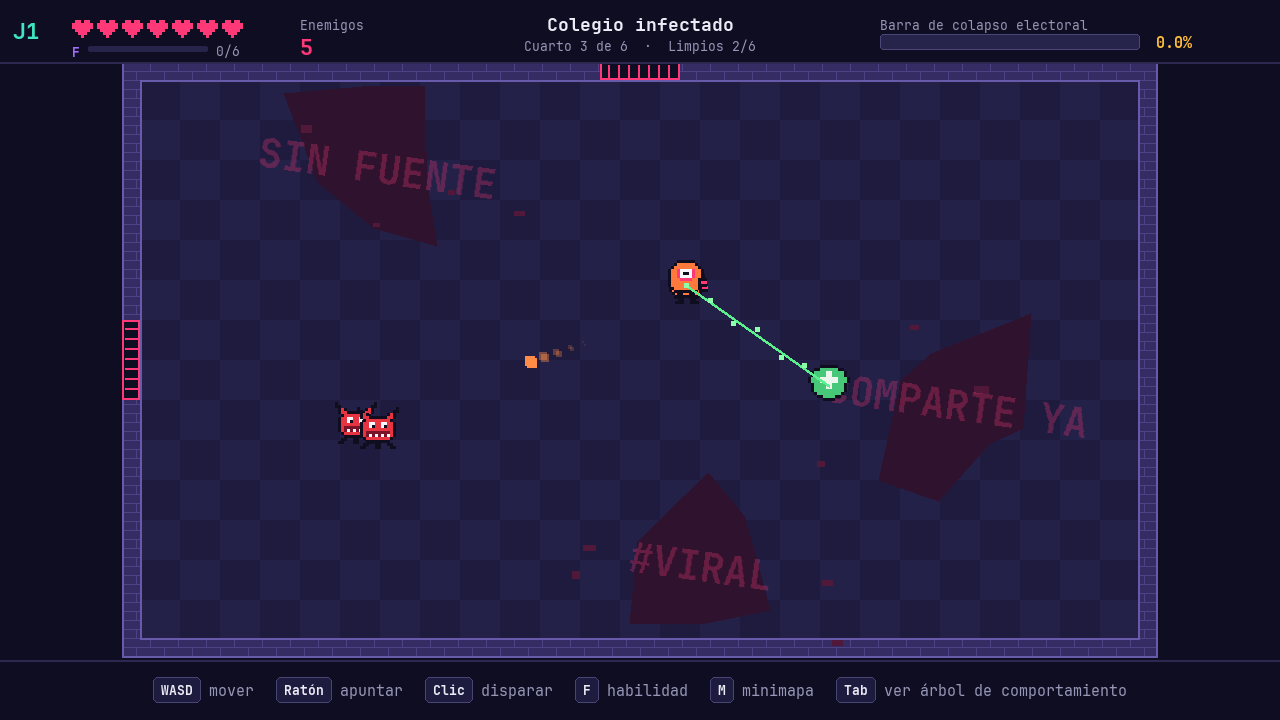 J1
F
0/6
Enemigos
5
Colegio infectado
Cuarto 3 de 6 · Limpios 2/6
Barra de colapso electoral
0.0%
SIN FUENTE
COMPARTE YA
#VIRAL
WASD mover
Ratón apuntar
Clic disparar
F habilidad
M minimapa
Tab ver árbol de comportamiento